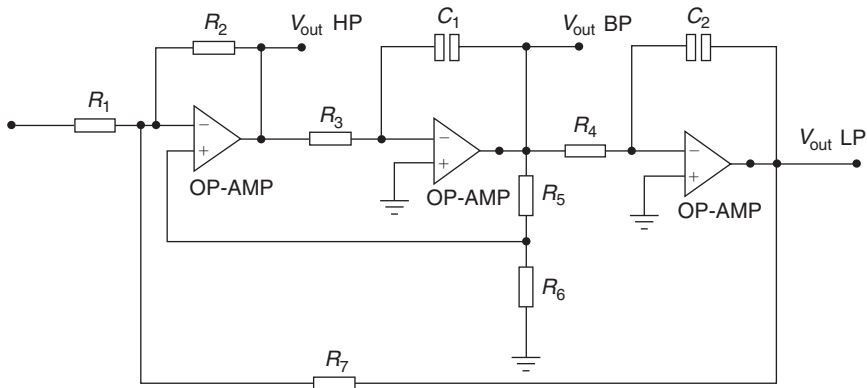 R2
Vout HP
C1
Vout BP
C2
R1
R3
R4
Vout LP
−
+
OP-AMP
−
+
OP-AMP
R5
−
+
OP-AMP
R6
R7